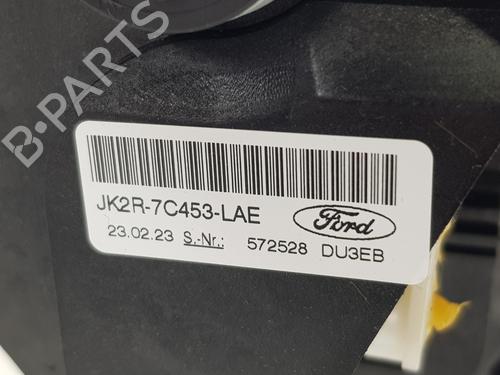 B-PARTS
JK2R-7C453-LAE
Ford
23.02.23 S.-Nr.: 572528 DU3EB